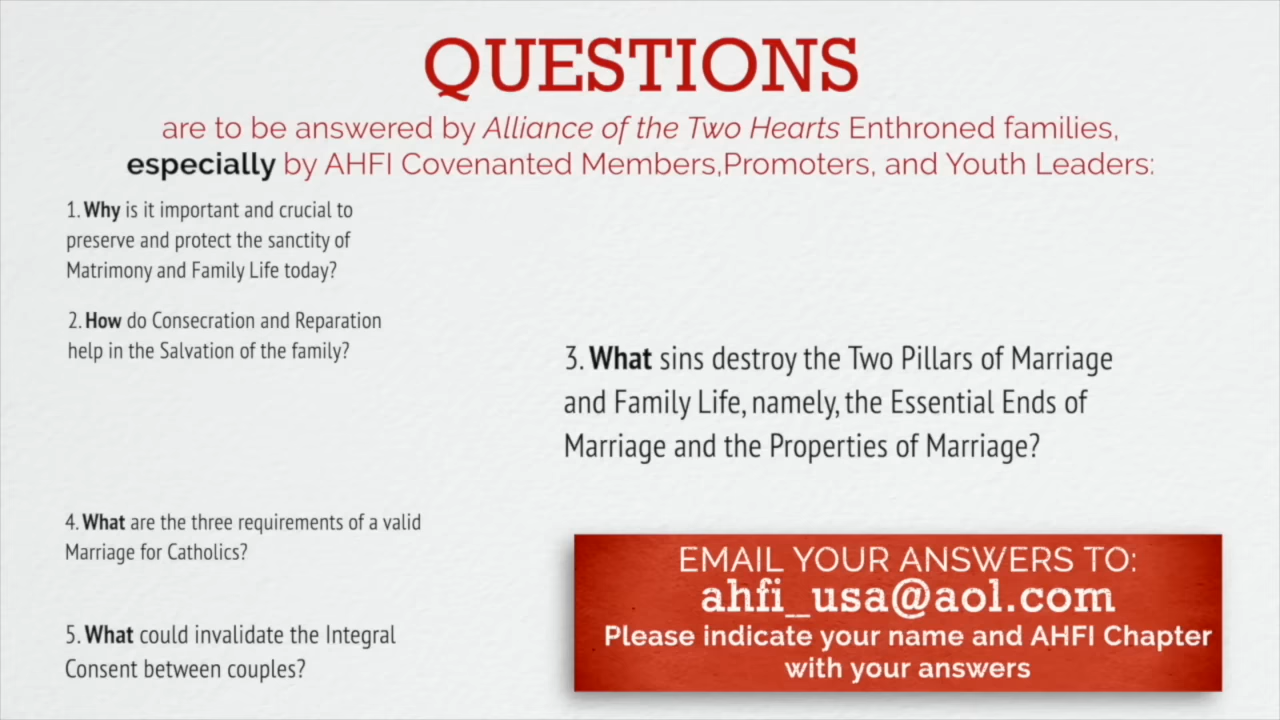 QUESTIONS
are to be answered by Alliance of the Two Hearts Enthroned families,
especially by AHFI Covenanted Members,Promoters, and Youth Leaders:
1. Why is it important and crucial to
preserve and protect the sanctity of
Matrimony and Family Life today?
2. How do Consecration and Reparation
help in the Salvation of the family?
3. What sins destroy the Two Pillars of Marriage
and Family Life, namely, the Essential Ends of
Marriage and the Properties of Marriage?
4. What are the three requirements of a valid
Marriage for Catholics?
5. What could invalidate the Integral
Consent between couples?
EMAIL YOUR ANSWERS TO:
ahfi_usa@aol.com
Please indicate your name and AHFI Chapter
with your answers